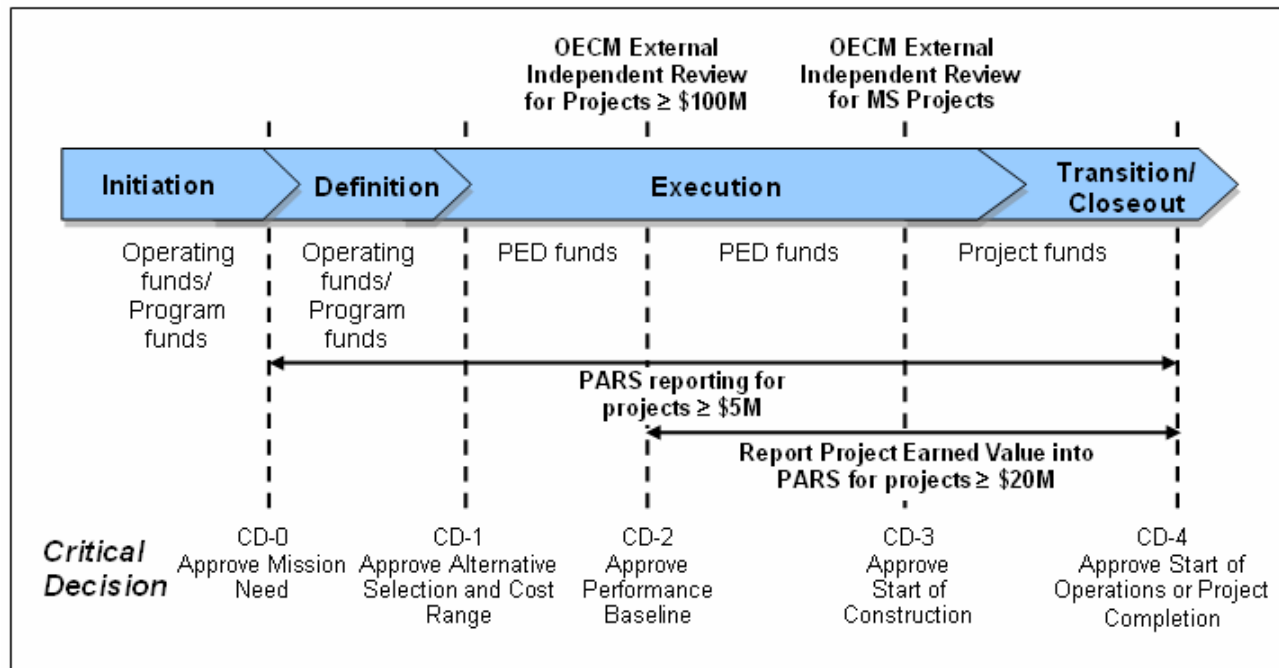 OECM External
Independent Review
for Projects ≥ $100M
OECM External
Independent Review
for MS Projects
Initiation
Definition
Execution
Transition/
Closeout
Operating
funds/
Program
funds
Operating
funds/
Program
funds
PED funds
PED funds
Project funds
PARS reporting for
projects ≥ $5M
Report Project Earned Value into
PARS for projects ≥ $20M
Critical
Decision
CD-0
Approve Mission
Need
CD-1
Approve Alternative
Selection and Cost
Range
CD-2
Approve
Performance
Baseline
CD-3
Approve
Start of
Construction
CD-4
Approve Start of
Operations or Project
Completion